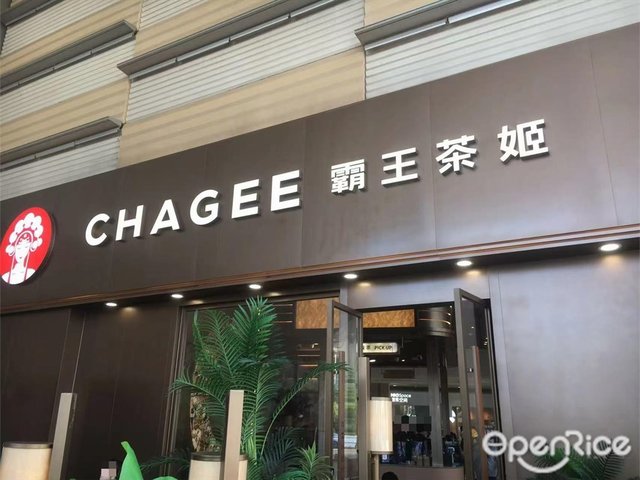 CHAGEE 霸王茶姬
PICK UP
OpenRice